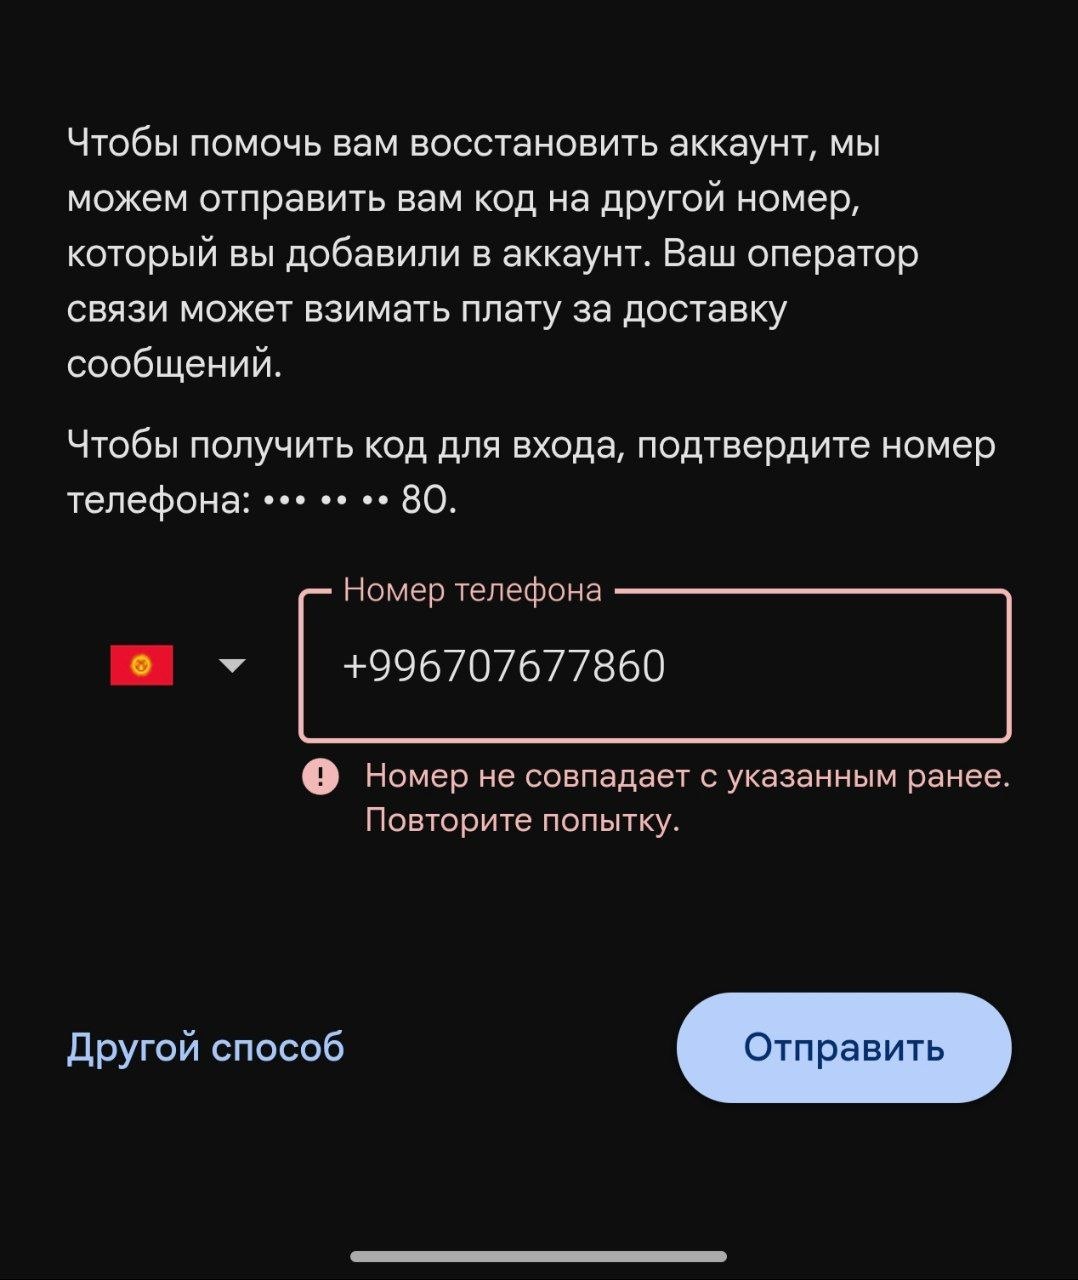 Чтобы помочь вам восстановить аккаунт, мы
можем отправить вам код на другой номер,
который вы добавили в аккаунт. Ваш оператор
связи может взимать плату за доставку
сообщений.
Чтобы получить код для входа, подтвердите номер
телефона: ••• •• •• 80.
Номер телефона
+996707677860
Номер не совпадает с указанным ранее.
Повторите попытку.
Другой способ
Отправить